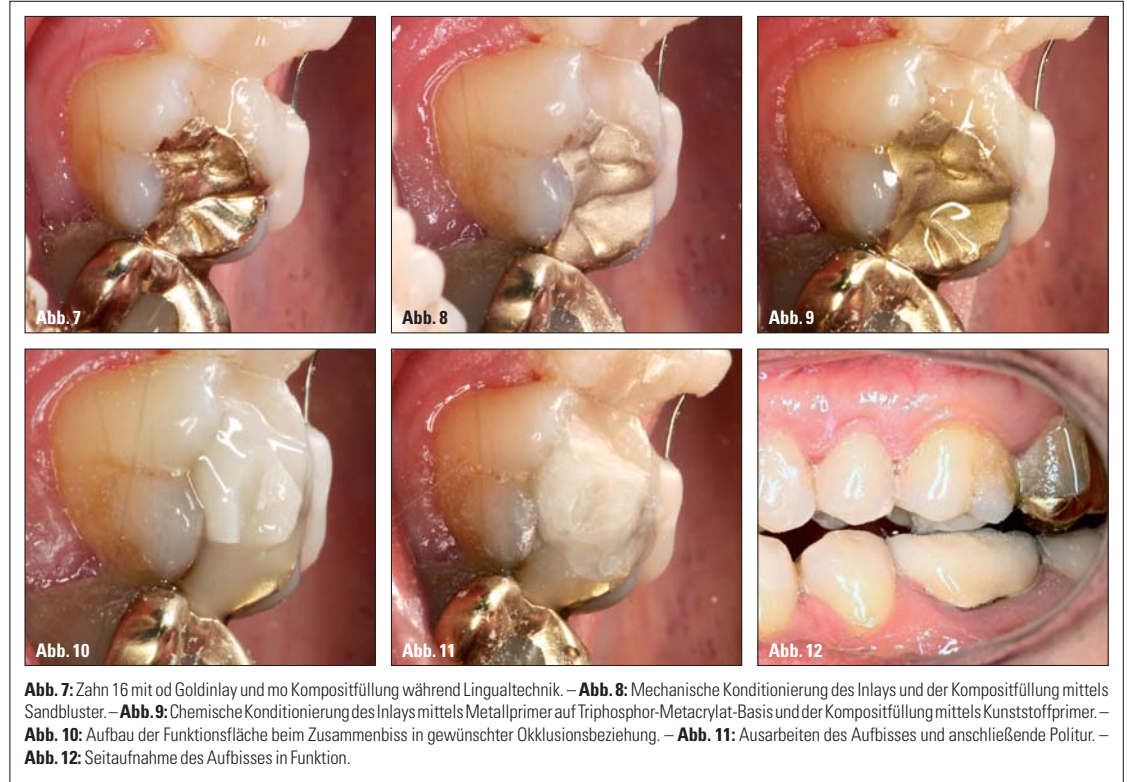 Abb. 7
Abb. 8
Abb. 9
Abb. 10
Abb. 11
Abb. 12
Abb. 7: Zahn 16 mit od Goldinlay und mo Kompositfüllung während Lingualtechnik. – Abb. 8: Mechanische Konditionierung des Inlays und der Kompositfüllung mittels
Sandbluster. – Abb. 9: Chemische Konditionierung des Inlays mittels Metallprimer auf Triphosphor-Metacrylat-Basis und der Kompositfüllung mittels Kunststoffprimer. –
Abb. 10: Aufbau der Funktionsfläche beim Zusammenbiss in gewünschter Okklusionsbeziehung. – Abb. 11: Ausarbeiten des Aufbisses und anschließende Politur. –
Abb. 12: Seitaufnahme des Aufbisses in Funktion.